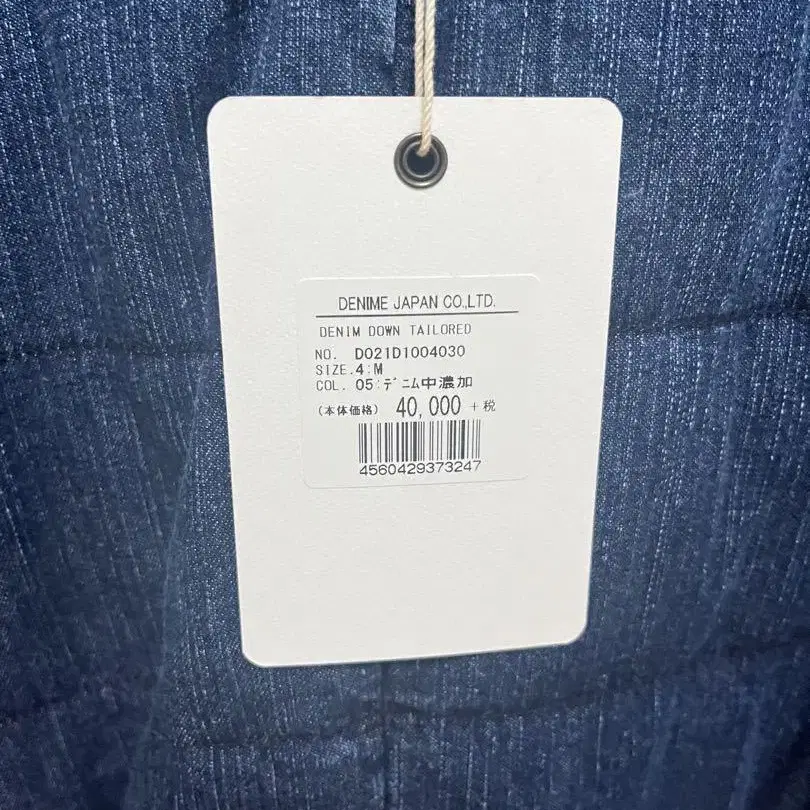 DENIME JAPAN CO.,LTD.
DENIM DOWN TAILORED
NO. D021D1004030
SIZE.4:M
COL. 05:ﾃﾞﾆﾑ中濃加
(本体価格) 40,000 +税
4560429373247